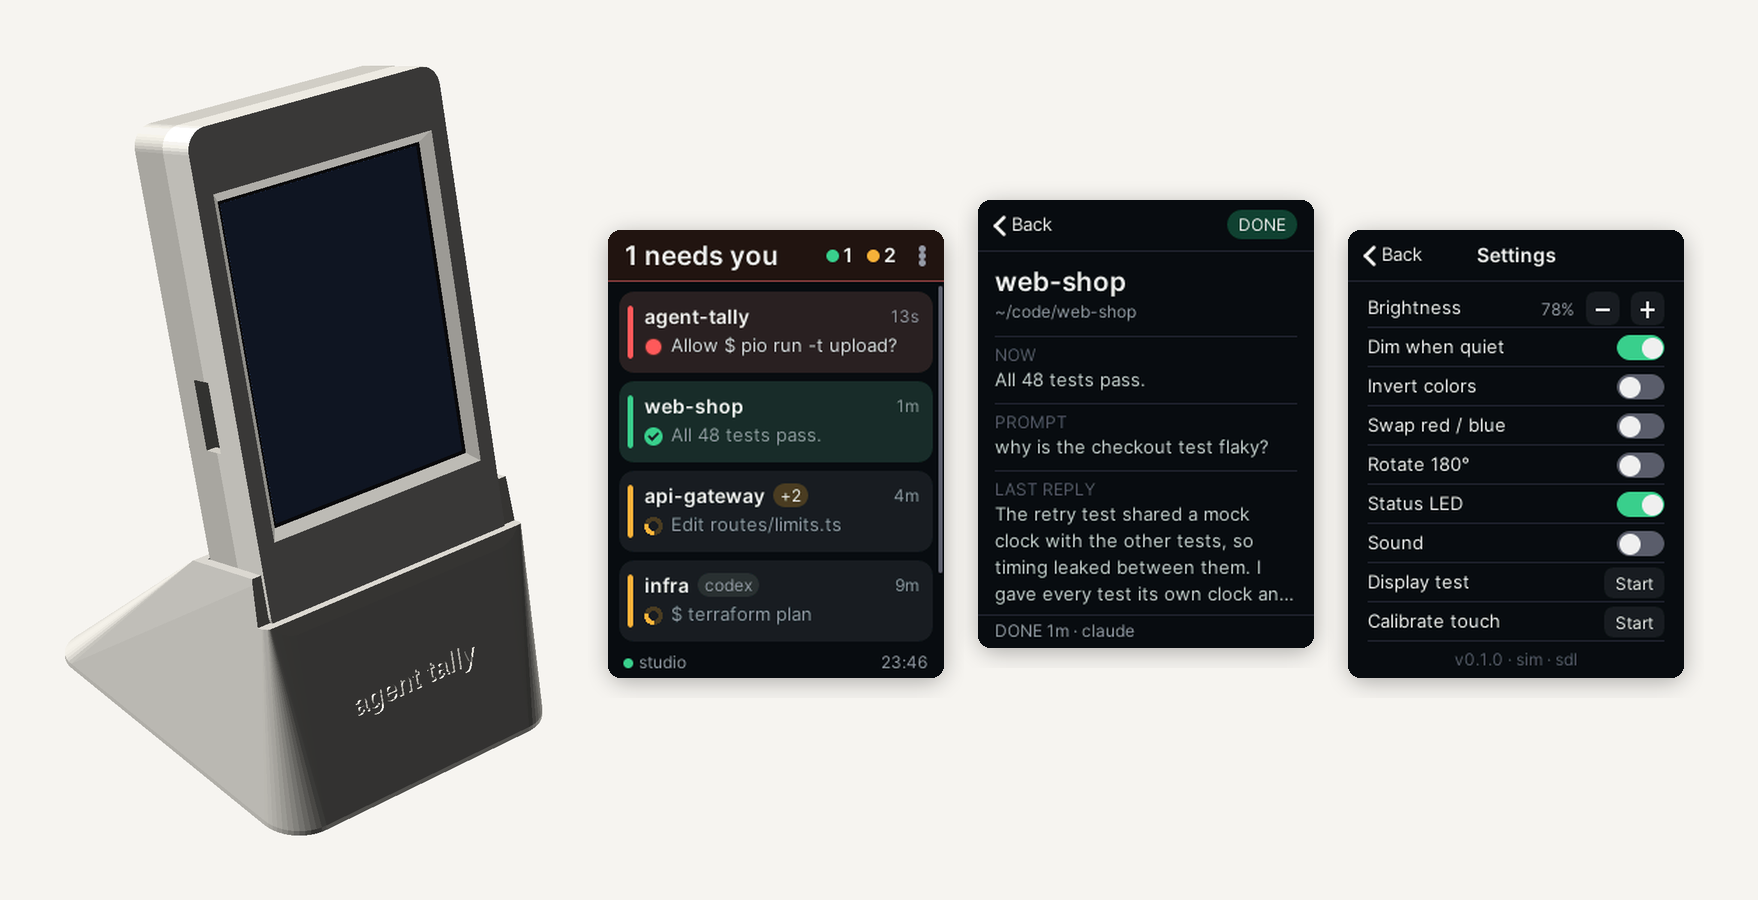 agent tally
1 needs you
1
2
agent-tally
13s
Allow $ pio run -t upload?
web-shop
1m
All 48 tests pass.
api-gateway
+2
4m
Edit routes/limits.ts
infra
codex
9m
$ terraform plan
studio
23:46
Back
DONE
web-shop
~/code/web-shop
NOW
All 48 tests pass.
PROMPT
why is the checkout test flaky?
LAST REPLY
The retry test shared a mock
clock with the other tests, so
timing leaked between them. I
gave every test its own clock an...
DONE 1m · claude
Back
Settings
Brightness
78%
−
+
Dim when quiet
Invert colors
Swap red / blue
Rotate 180°
Status LED
Sound
Display test
Start
Calibrate touch
Start
v0.1.0 · sim · sdl